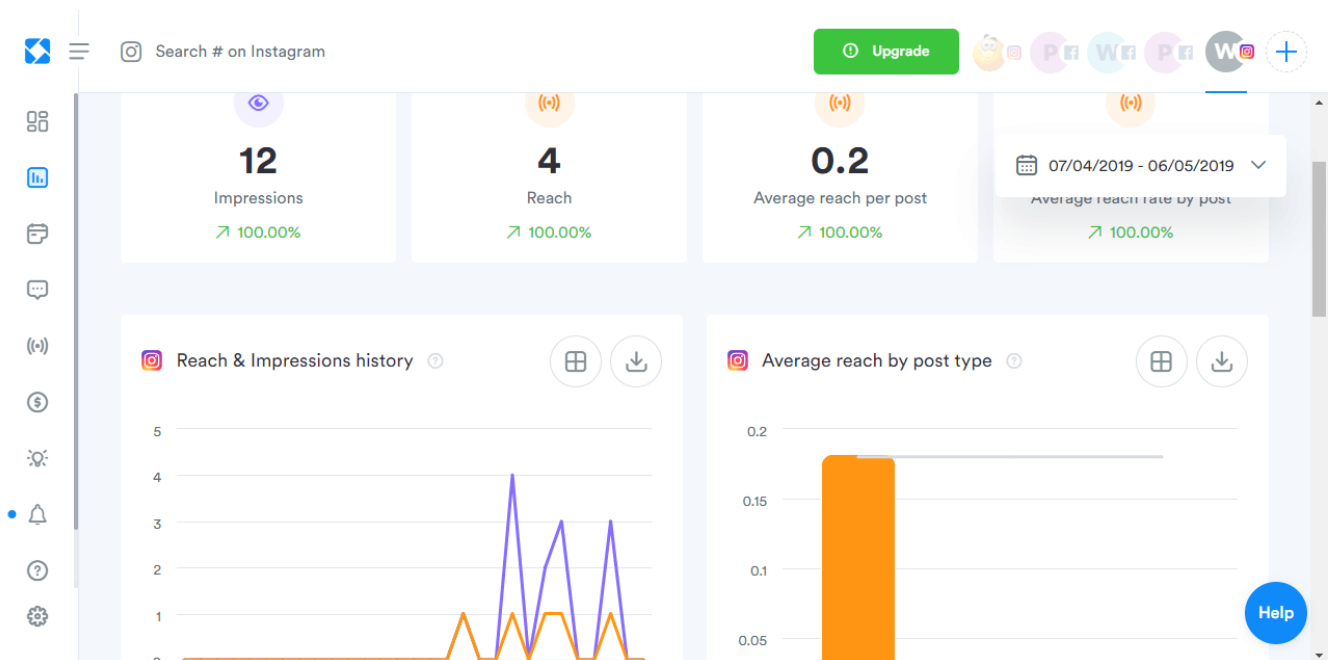 Search # on Instagram
Upgrade
P
W
P
W
12
Impressions
100.00%
4
Reach
100.00%
0.2
Average reach per post
100.00%
07/04/2019 - 06/05/2019
Average reach rate by post
100.00%
Reach & Impressions history ?
5
4
3
2
1
0
Average reach by post type ?
0.2
0.15
0.1
0.05
Help